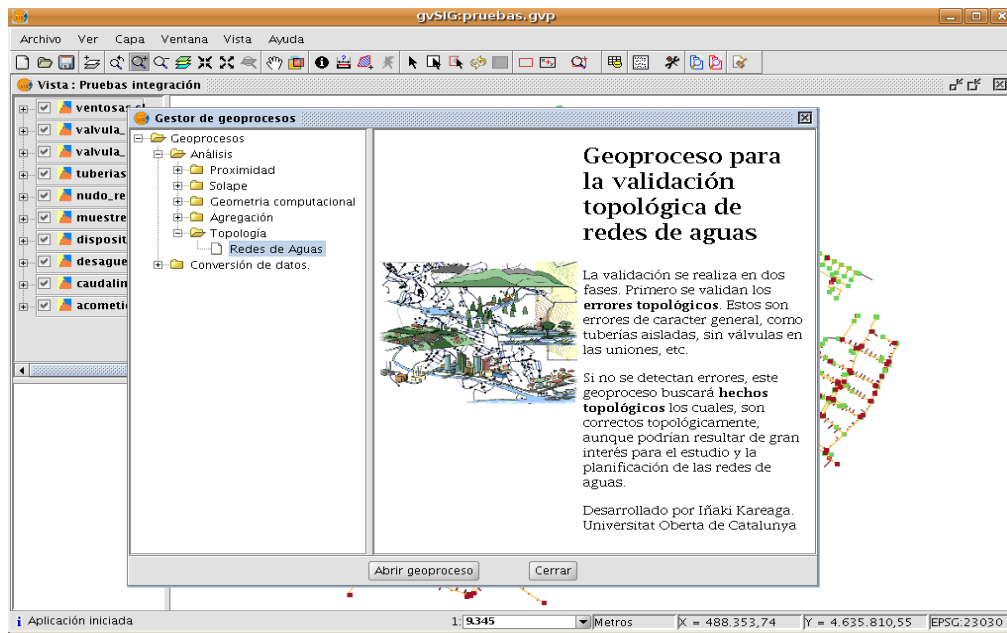 gvSIG:pruebas.gvp
Archivo Ver Capa Ventana Vista Ayuda
Vista : Pruebas integración
ventosas
valvula_
valvula_
tuberias
nudo_re
muestre
disposit
desague
caudalin
acometi
Gestor de geoprocesos
Geoprocesos
Análisis
Proximidad
Solape
Geometria computacional
Agregación
Topología
Redes de Aguas
Conversión de datos.
Geoproceso para
la validación
topológica de
redes de aguas
La validación se realiza en dos
fases. Primero se validan los
errores topológicos. Estos son
errores de caracter general, como
tuberías aisladas, sin válvulas en
las uniones, etc.
Si no se detectan errores, este
geoproceso buscará hechos
topológicos los cuales, son
correctos topológicamente,
aunque podrían resultar de gran
interés para el estudio y la
planificación de las redes de
aguas.
Desarrollado por Iñaki Kareaga.
Universitat Oberta de Catalunya
Abrir geoproceso Cerrar
Aplicación iniciada 1: 9.345 Metros X = 488.353,74 Y = 4.635.810,55 EPSG:23030